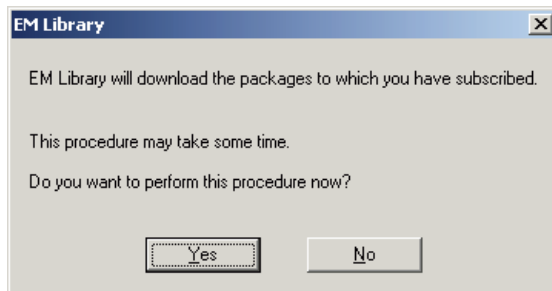 EM Library
EM Library will download the packages to which you have subscribed.
This procedure may take some time.
Do you want to perform this procedure now?
Yes
No